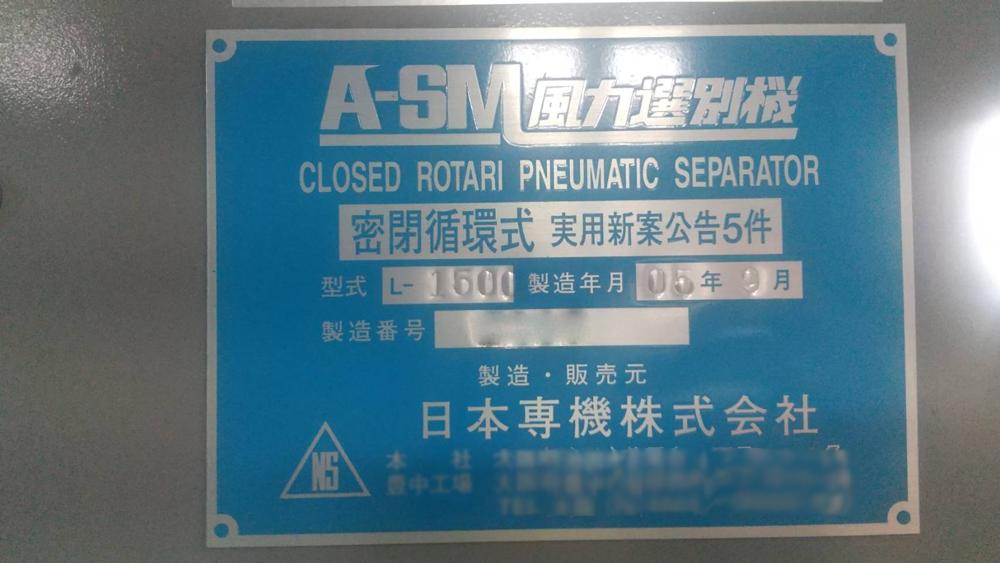 A-SM 風力選別機
CLOSED ROTARI PNEUMATIC SEPARATOR
密閉循環式 実用新案公告5件
型式 L-1500 製造年月 05年9月
製造番号
製造・販売元
日本専機株式会社
NS
本社
豊中工場
TEL